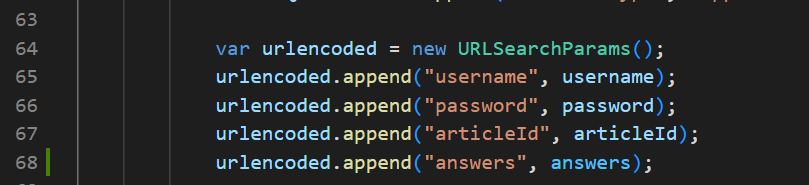 63
64 var urlencoded = new URLSearchParams();
65 urlencoded.append("username", username);
66 urlencoded.append("password", password);
67 urlencoded.append("articleId", articleId);
68 urlencoded.append("answers", answers);